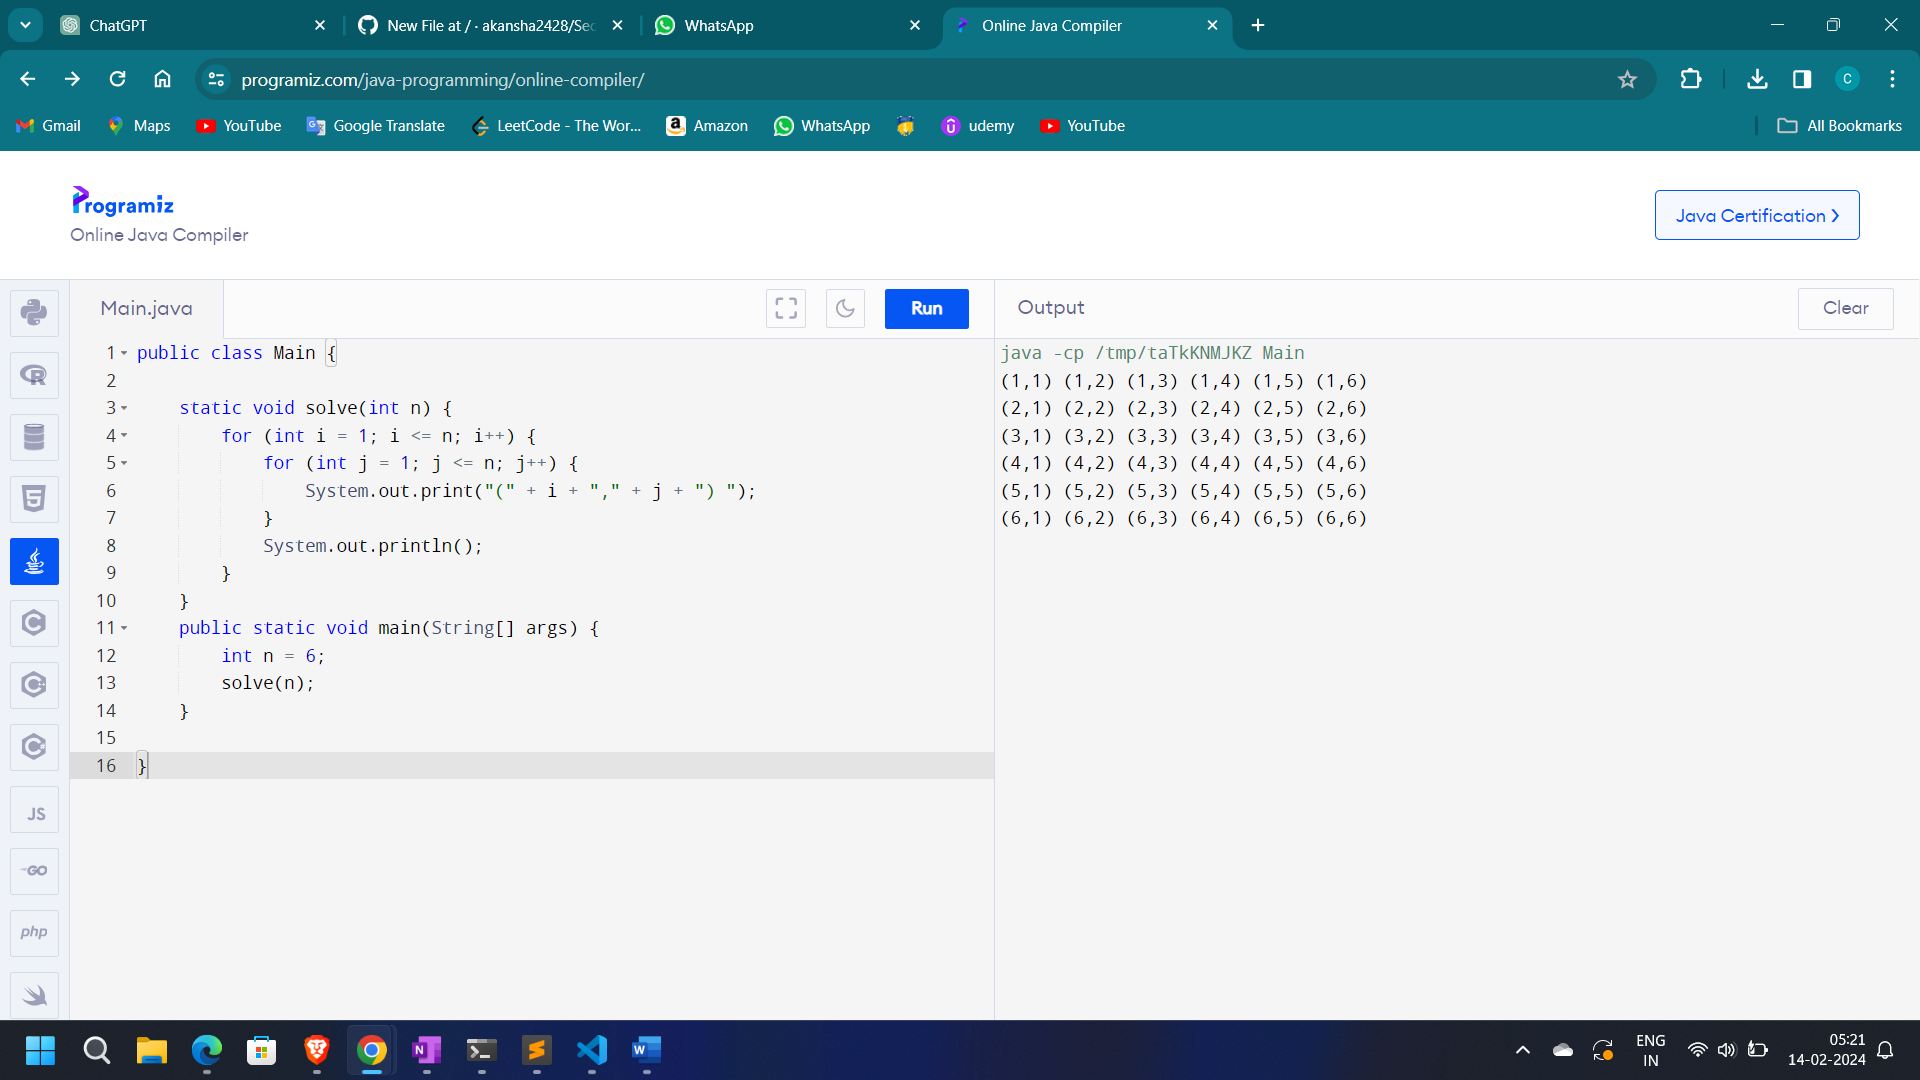 ChatGPT
New File at / · akansha2428/Sec
WhatsApp
Online Java Compiler
programiz.com/java-programming/online-compiler/
C
Gmail
Maps
YouTube
Google Translate
LeetCode - The Wor...
Amazon
WhatsApp
udemy
YouTube
All Bookmarks
Programiz
Online Java Compiler
Java Certification ❯
Main.java
Run
Output
Clear
1 public class Main {
2
3     static void solve(int n) {
4         for (int i = 1; i <= n; i++) {
5             for (int j = 1; j <= n; j++) {
6                 System.out.print("(" + i + "," + j + ") ");
7             }
8             System.out.println();
9         }
10     }
11     public static void main(String[] args) {
12         int n = 6;
13         solve(n);
14     }
15
16 }
java -cp /tmp/taTkKNMJKZ Main
(1,1) (1,2) (1,3) (1,4) (1,5) (1,6)
(2,1) (2,2) (2,3) (2,4) (2,5) (2,6)
(3,1) (3,2) (3,3) (3,4) (3,5) (3,6)
(4,1) (4,2) (4,3) (4,4) (4,5) (4,6)
(5,1) (5,2) (5,3) (5,4) (5,5) (5,6)
(6,1) (6,2) (6,3) (6,4) (6,5) (6,6)
JS
GO
php
ENG
IN
05:21
14-02-2024